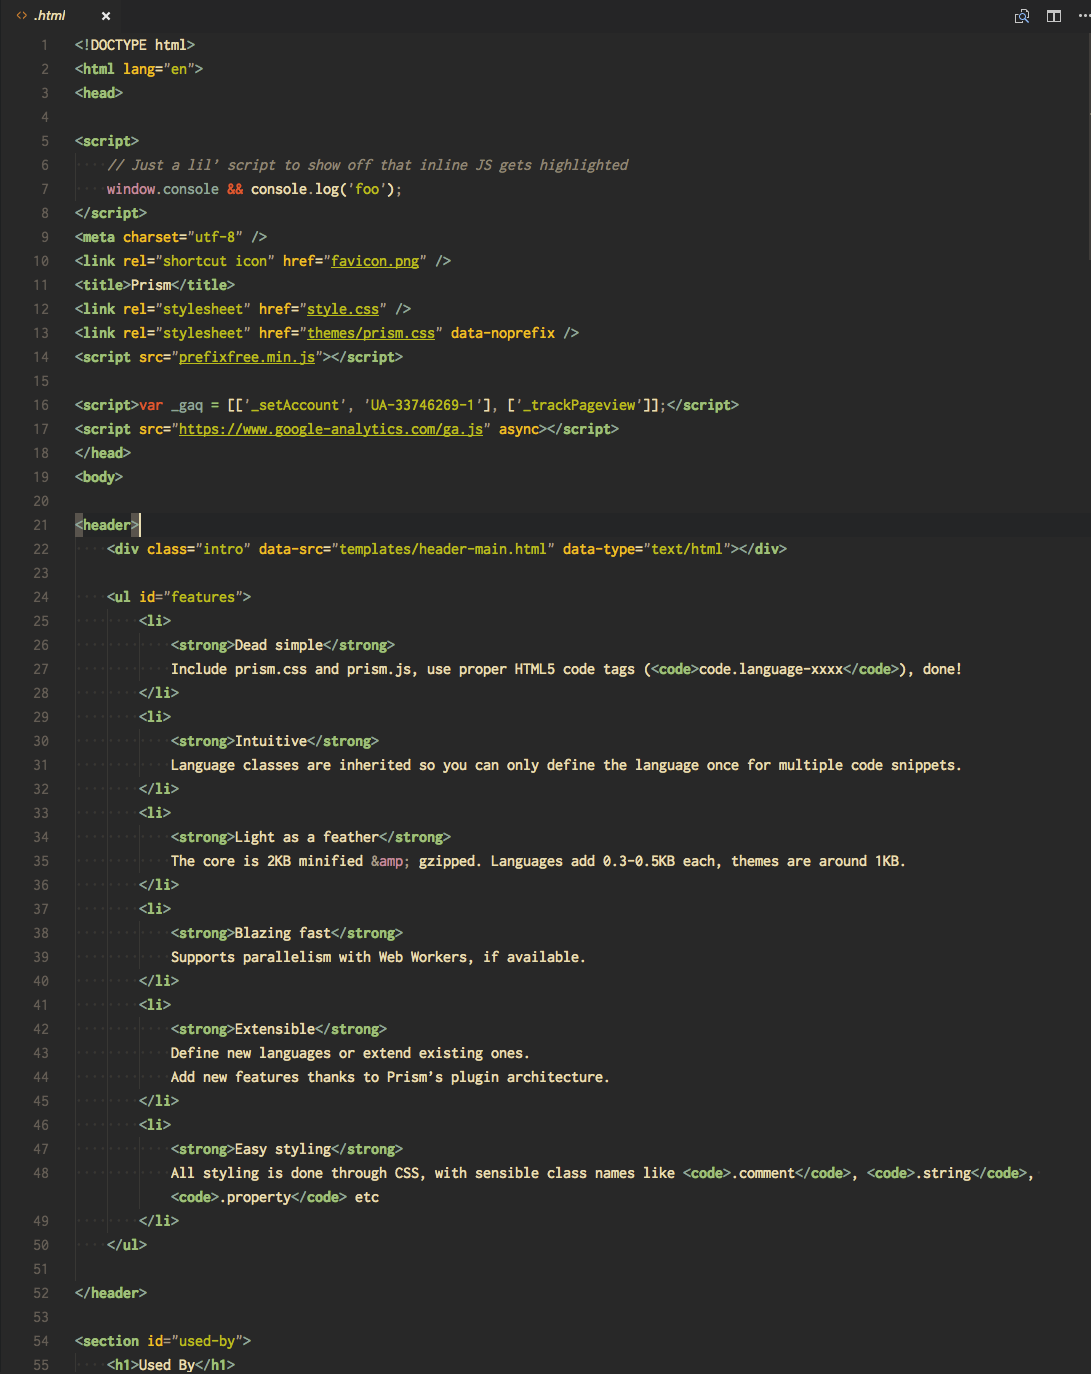 .html
1 <!DOCTYPE html>
2 <html lang="en">
3 <head>
4
5 <script>
6 // Just a lil’ script to show off that inline JS gets highlighted
7 window.console && console.log('foo');
8 </script>
9 <meta charset="utf-8" />
10 <link rel="shortcut icon" href="favicon.png" />
11 <title>Prism</title>
12 <link rel="stylesheet" href="style.css" />
13 <link rel="stylesheet" href="themes/prism.css" data-noprefix />
14 <script src="prefixfree.min.js"></script>
15
16 <script>var _gaq = [['_setAccount', 'UA-33746269-1'], ['_trackPageview']];</script>
17 <script src="https://www.google-analytics.com/ga.js" async></script>
18 </head>
19 <body>
20
21 <header>
22 <div class="intro" data-src="templates/header-main.html" data-type="text/html"></div>
23
24 <ul id="features">
25 <li>
26 <strong>Dead simple</strong>
27 Include prism.css and prism.js, use proper HTML5 code tags (<code>code.language-xxxx</code>), done!
28 </li>
29 <li>
30 <strong>Intuitive</strong>
31 Language classes are inherited so you can only define the language once for multiple code snippets.
32 </li>
33 <li>
34 <strong>Light as a feather</strong>
35 The core is 2KB minified &amp; gzipped. Languages add 0.3-0.5KB each, themes are around 1KB.
36 </li>
37 <li>
38 <strong>Blazing fast</strong>
39 Supports parallelism with Web Workers, if available.
40 </li>
41 <li>
42 <strong>Extensible</strong>
43 Define new languages or extend existing ones.
44 Add new features thanks to Prism’s plugin architecture.
45 </li>
46 <li>
47 <strong>Easy styling</strong>
48 All styling is done through CSS, with sensible class names like <code>.comment</code>, <code>.string</code>,
<code>.property</code> etc
49 </li>
50 </ul>
51
52 </header>
53
54 <section id="used-by">
55 <h1>Used By</h1>